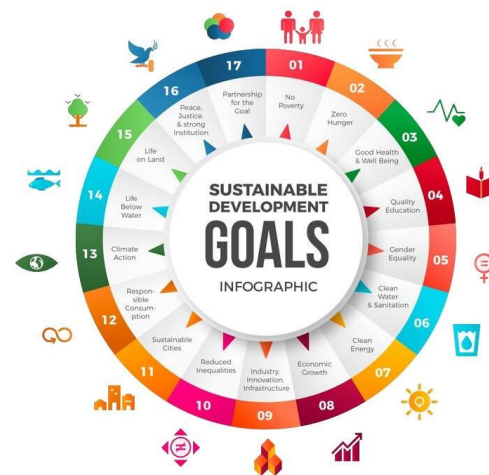 SUSTAINABLE
DEVELOPMENT
GOALS
INFOGRAPHIC
01
No
Poverty
02
Zero
Hunger
03
Good Health
& Well Being
04
Quality
Education
05
Gender
Equality
06
Clean
Water
& Sanitation
07
Clean
Energy
08
Economic
Growth
09
Industry,
Innovation,
Infrastructure
10
Reduced
Inequalities
11
Sustainable
Cities
12
Respon-
sible
Consum-
ption
13
Climate
Action
14
Life
Below
Water
15
Life
on Land
16
Peace,
Justice,
& strong
Institution
17
Partnership
for the
Goal